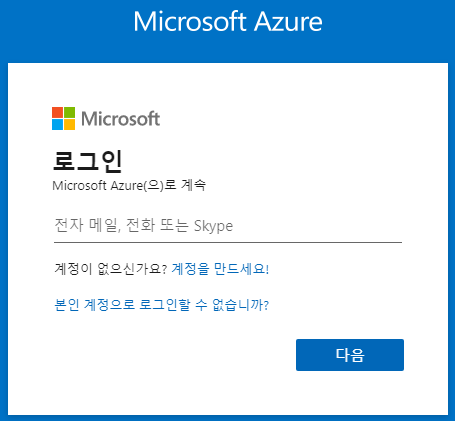 Microsoft Azure
Microsoft
로그인
Microsoft Azure(으)로 계속
전자 메일, 전화 또는 Skype
계정이 없으신가요? 계정을 만드세요!
본인 계정으로 로그인할 수 없습니까?
다음